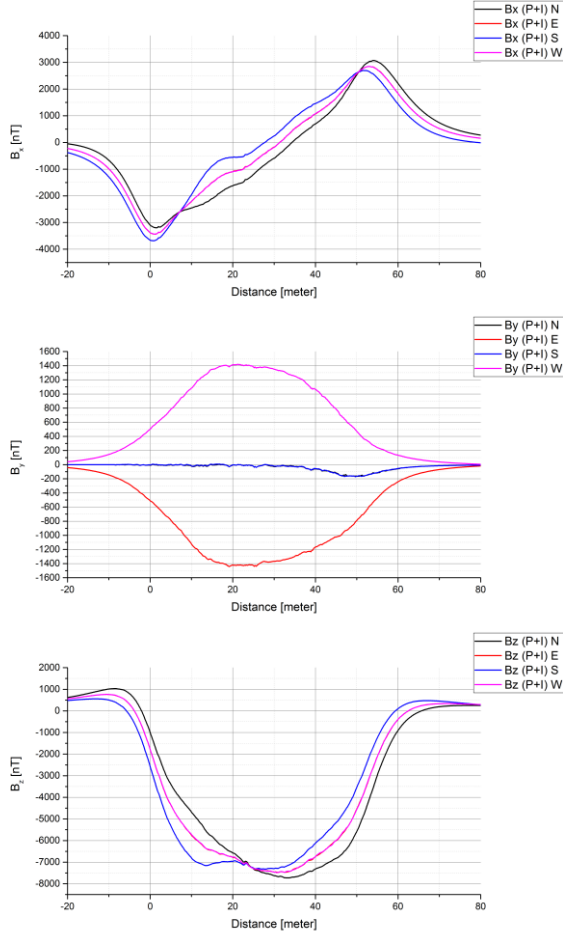 Bx (P+I) N
Bx (P+I) E
Bx (P+I) S
Bx (P+I) W
4000
3000
2000
1000
0
-1000
-2000
-3000
-4000
Bx [nT]
-20 0 20 40 60 80
Distance [meter]
By (P+I) N
By (P+I) E
By (P+I) S
By (P+I) W
1600
1400
1200
1000
800
600
400
200
0
-200
-400
-600
-800
-1000
-1200
-1400
-1600
By [nT]
-20 0 20 40 60 80
Distance [meter]
Bz (P+I) N
Bz (P+I) E
Bz (P+I) S
Bz (P+I) W
2000
1000
0
-1000
-2000
-3000
-4000
-5000
-6000
-7000
-8000
Bz [nT]
-20 0 20 40 60 80
Distance [meter]